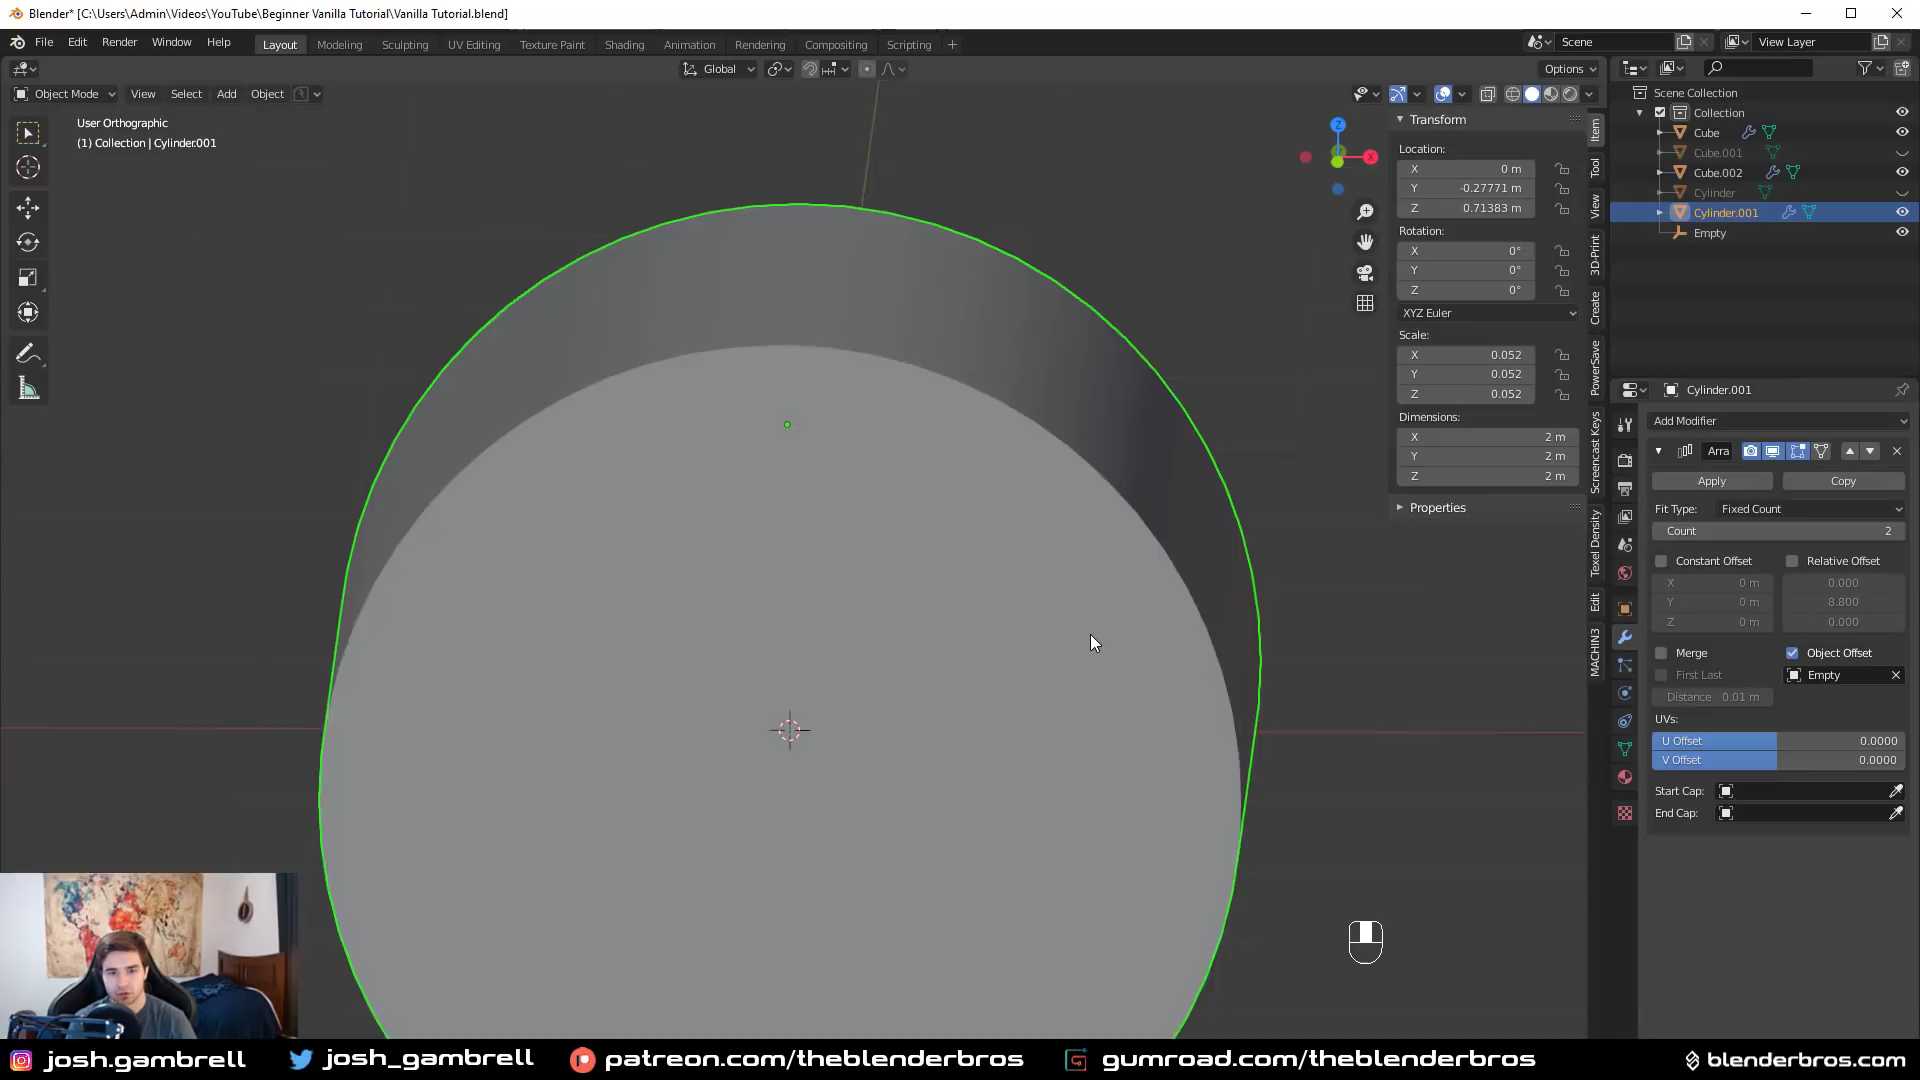 Blender* [C:\Users\Admin\Videos\YouTube\Beginner Vanilla Tutorial\Vanilla Tutorial.blend]
File Edit Render Window Help
Layout Modeling Sculpting UV Editing Texture Paint Shading Animation Rendering Compositing Scripting +
Scene
View Layer
Global
Options
Object Mode View Select Add Object
User Orthographic
(1) Collection | Cylinder.001
Z
X
Transform
Location:
X 0 m
Y -0.27771 m
Z 0.71383 m
Rotation:
X 0°
Y 0°
Z 0°
XYZ Euler
Scale:
X 0.052
Y 0.052
Z 0.052
Dimensions:
X 2 m
Y 2 m
Z 2 m
Properties
Item
Tool
View
3D-Print
Create
PowerSave
Screencast Keys
Texel Density
Edit
MACHIN3
Scene Collection
Collection
Cube
Cube.001
Cube.002
Cylinder
Cylinder.001
Empty
Cylinder.001
Add Modifier
Arra
Apply Copy
Fit Type: Fixed Count
Count 2
Constant Offset Relative Offset
X 0 m 0.000
Y 0 m 8.800
Z 0 m 0.000
Merge Object Offset
First Last Empty
Distance 0.01 m
UVs:
U Offset 0.0000
V Offset 0.0000
Start Cap:
End Cap:
josh.gambrell josh_gambrell patreon.com/theblenderbros gumroad.com/theblenderbros blenderbros.com